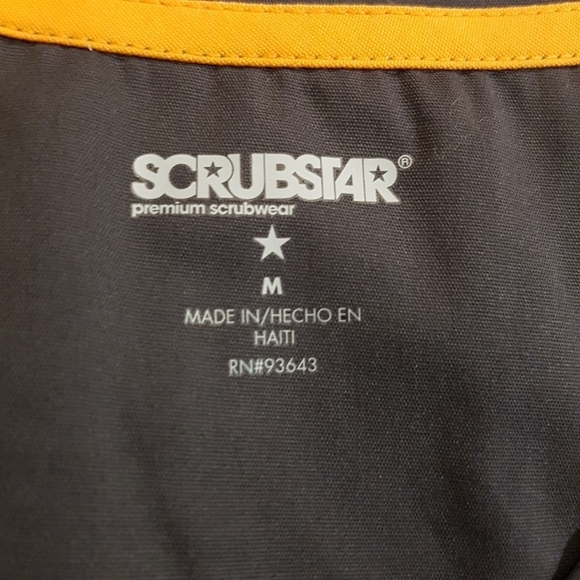 SCRUBSTAR®
premium scrubwear
M
MADE IN/HECHO EN
HAITI
RN#93643